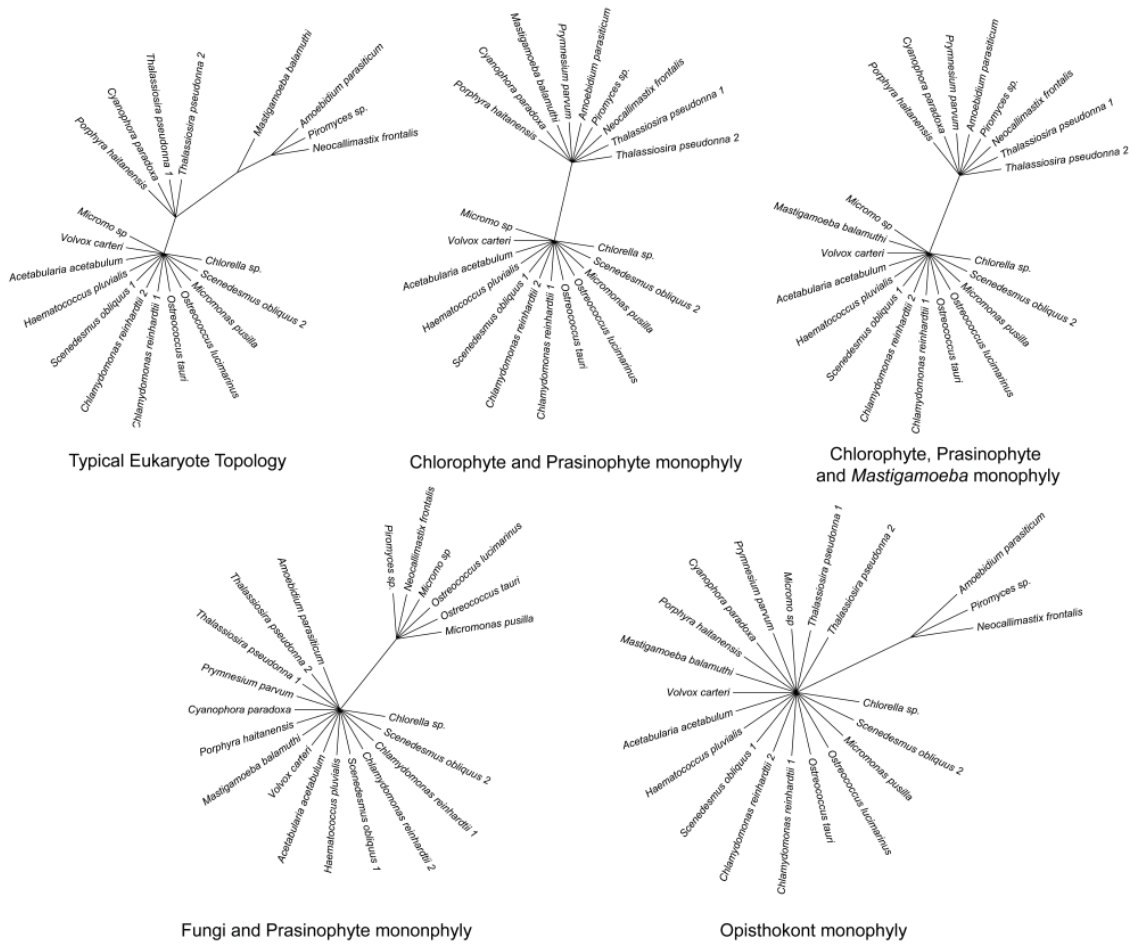 Thalassiosira pseudonna 2
Thalassiosira pseudonna 1
Cyanophora paradoxa
Porphyra haitanensis
Mastigamoeba balamuthi
Amoebidium parasiticum
Piromyces sp.
Neocallimastix frontalis
Micromo sp
Volvox carteri
Acetabularia acetabulum
Haematococcus pluvialis
Scenedesmus obliquus 1
Chlamydomonas reinhardtii 2
Chlamydomonas reinhardtii 1
Ostreococcus tauri
Ostreococcus lucimarinus
Micromonas pusilla
Scenedesmus obliquus 2
Chlorella sp.
Typical Eukaryote Topology
Porphyra haitanensis
Cyanophora paradoxa
Mastigamoeba balamuthi
Prymnesium parvum
Amoebidium parasiticum
Piromyces sp.
Neocallimastix frontalis
Thalassiosira pseudonna 1
Thalassiosira pseudonna 2
Micromo sp
Volvox carteri
Acetabularia acetabulum
Haematococcus pluvialis
Scenedesmus obliquus 1
Chlamydomonas reinhardtii 2
Chlamydomonas reinhardtii 1
Ostreococcus tauri
Ostreococcus lucimarinus
Micromonas pusilla
Scenedesmus obliquus 2
Chlorella sp.
Chlorophyte and Prasinophyte monophyly
Porphyra haitanensis
Cyanophora paradoxa
Prymnesium parvum
Amoebidium parasiticum
Piromyces sp.
Neocallimastix frontalis
Thalassiosira pseudonna 1
Thalassiosira pseudonna 2
Micromo sp
Mastigamoeba balamuthi
Volvox carteri
Acetabularia acetabulum
Haematococcus pluvialis
Scenedesmus obliquus 1
Chlamydomonas reinhardtii 2
Chlamydomonas reinhardtii 1
Ostreococcus tauri
Ostreococcus lucimarinus
Micromonas pusilla
Scenedesmus obliquus 2
Chlorella sp.
Chlorophyte, Prasinophyte
and Mastigamoeba monophyly
Piromyces sp.
Neocallimastix frontalis
Micromo sp
Ostreococcus lucimarinus
Ostreococcus tauri
Micromonas pusilla
Amoebidium parasiticum
Thalassiosira pseudonna 2
Thalassiosira pseudonna 1
Prymnesium parvum
Cyanophora paradoxa
Porphyra haitanensis
Mastigamoeba balamuthi
Volvox carteri
Acetabularia acetabulum
Haematococcus pluvialis
Scenedesmus obliquus 1
Chlamydomonas reinhardtii 2
Chlamydomonas reinhardtii 1
Scenedesmus obliquus 2
Chlorella sp.
Fungi and Prasinophyte mononphyly
Thalassiosira pseudonna 1
Thalassiosira pseudonna 2
Micromo sp
Prymnesium parvum
Cyanophora paradoxa
Porphyra haitanensis
Mastigamoeba balamuthi
Volvox carteri
Acetabularia acetabulum
Haematococcus pluvialis
Scenedesmus obliquus 1
Chlamydomonas reinhardtii 2
Chlamydomonas reinhardtii 1
Ostreococcus tauri
Ostreococcus lucimarinus
Micromonas pusilla
Scenedesmus obliquus 2
Chlorella sp.
Amoebidium parasiticum
Piromyces sp.
Neocallimastix frontalis
Opisthokont monophyly